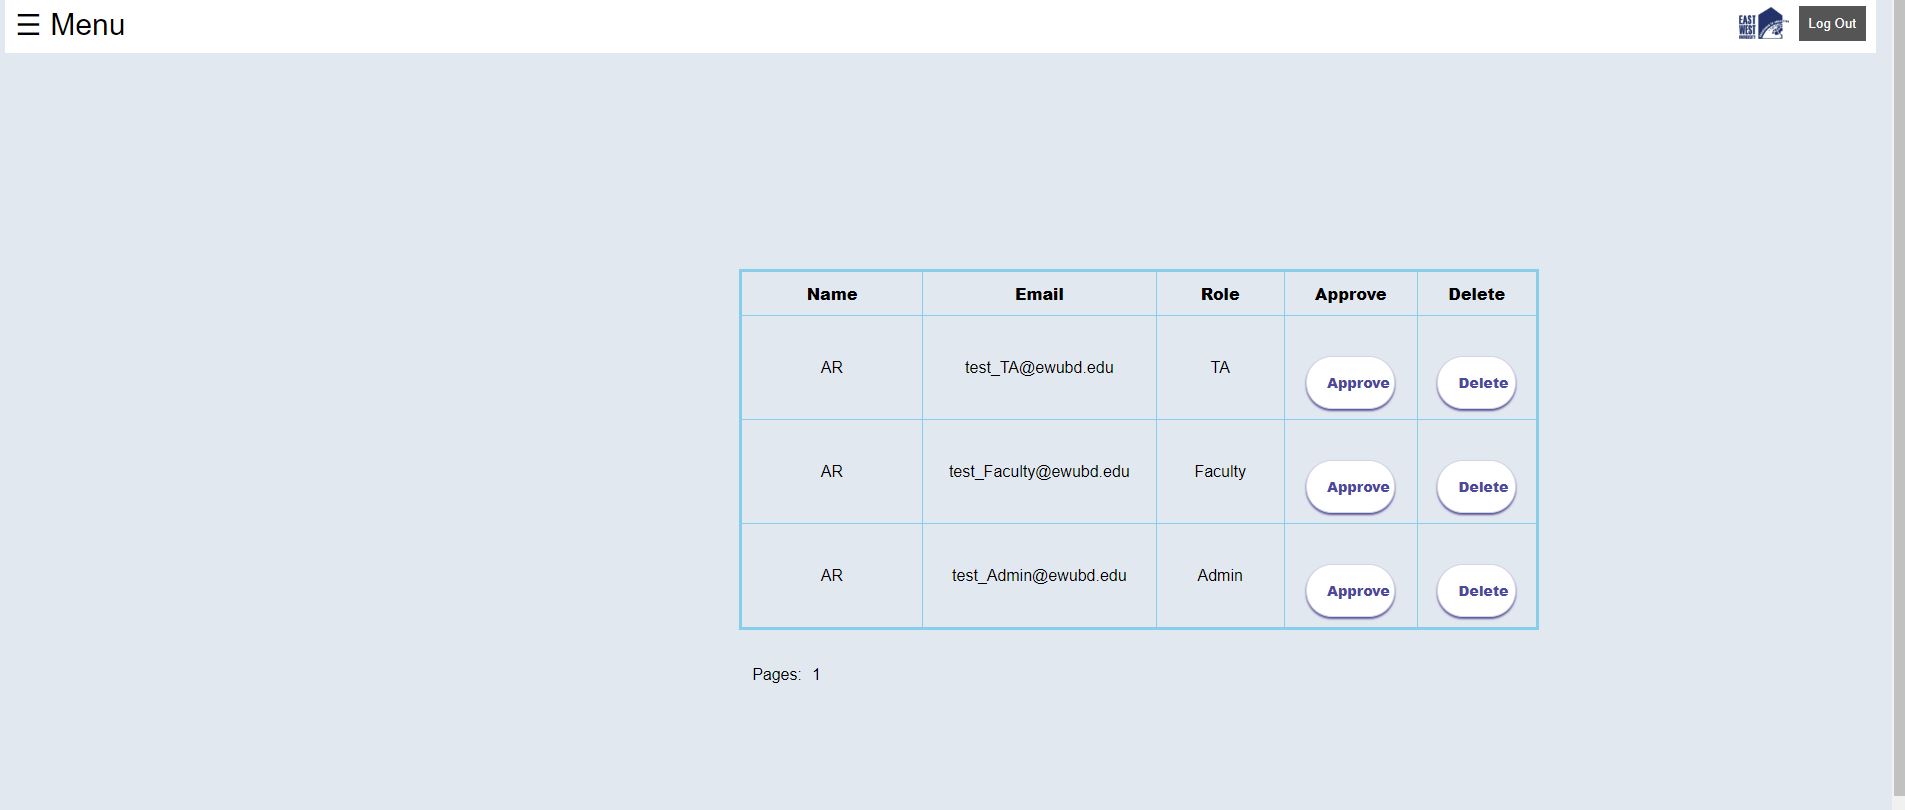 ☰ Menu
EAST WEST UNIVERSITY
Log Out
Name Email Role Approve Delete
AR test_TA@ewubd.edu TA Approve Delete
AR test_Faculty@ewubd.edu Faculty Approve Delete
AR test_Admin@ewubd.edu Admin Approve Delete
Pages: 1